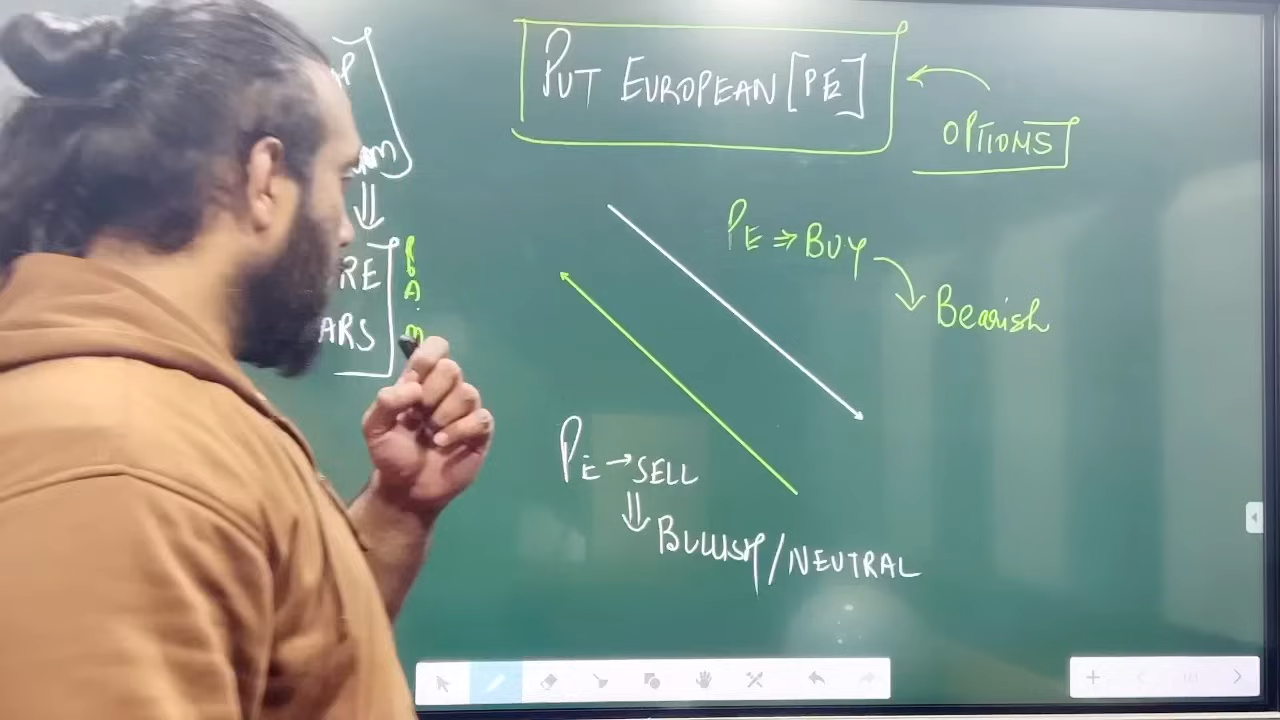 PUT EUROPEAN [PE]
OPTIONS
PE ⇒ BUY
Bearish
RE
ARS
PE → SELL
BULLISH / NEUTRAL